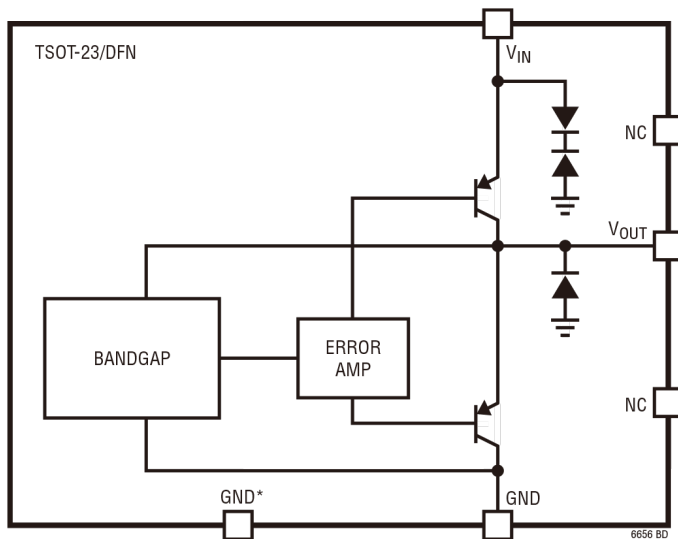 TSOT-23/DFN
VIN
NC
VOUT
BANDGAP
ERROR
AMP
NC
GND*
GND
6656 BD